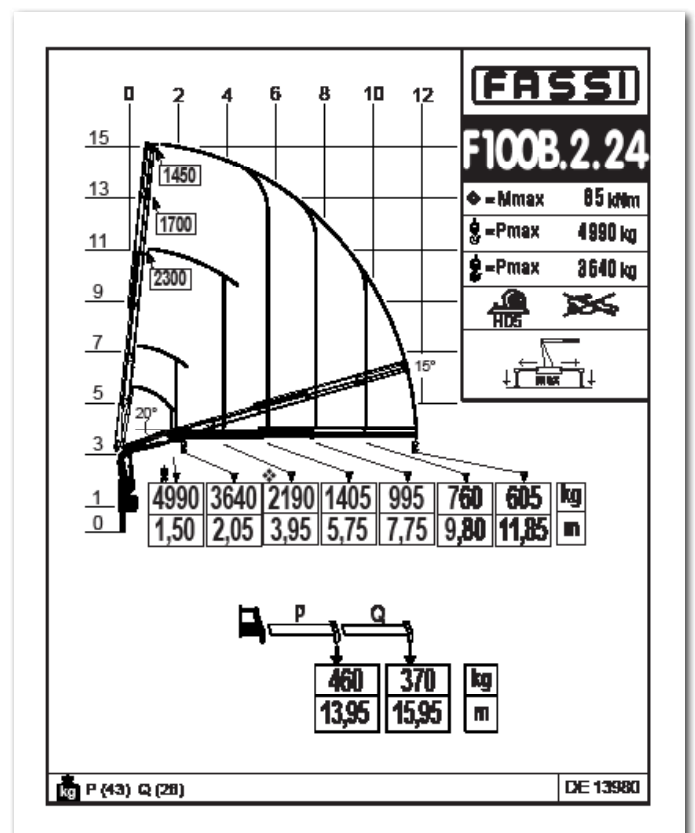 FASSI
F100B.2.24
=Mmax 85 kNm
=Pmax 4990 kg
=Pmax 3640 kg
HDS
max
0 2 4 6 8 10 12
15
13
11
9
7
5
3
1
0
1450
1700
2300
15°
20°
4990 3640 2190 1405 995 760 605 kg
1,50 2,05 3,95 5,75 7,75 9,80 11,85 m
P Q
460 370 kg
13,95 15,95 m
kg P (43) Q (28)
DE 13980